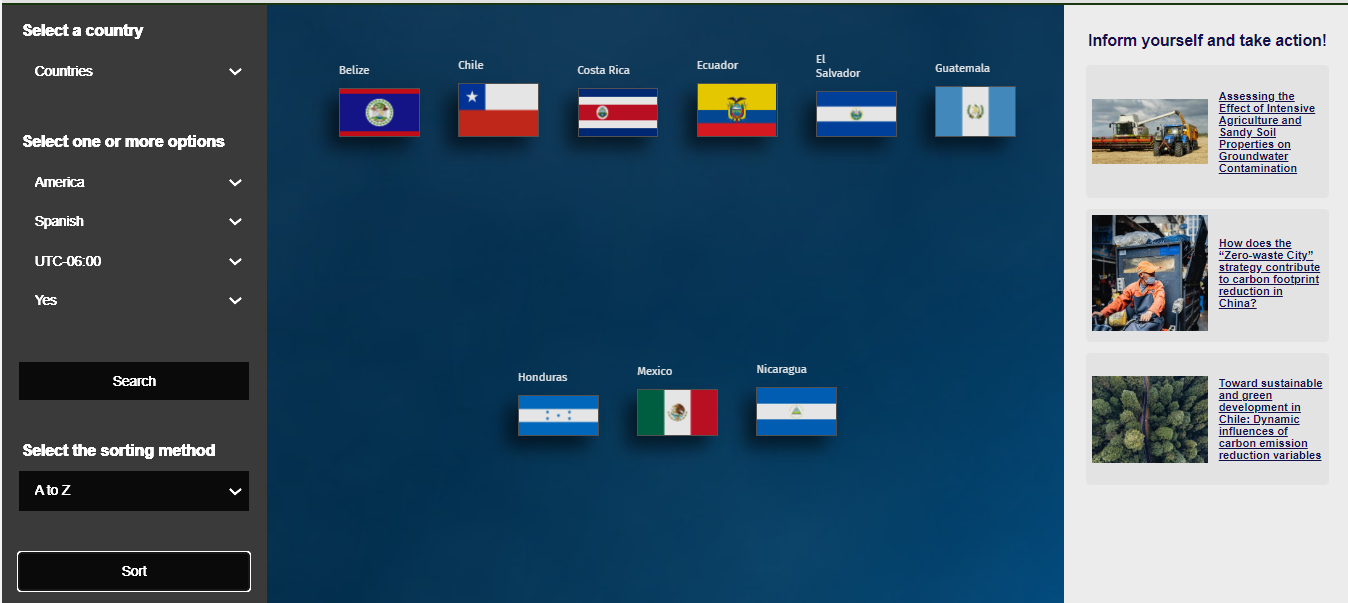 Select a country
Countries
Select one or more options
America
Spanish
UTC-06:00
Yes
Search
Select the sorting method
A to Z
Sort
Belize
Chile
Costa Rica
Ecuador
El
Salvador
Guatemala
Honduras
Mexico
Nicaragua
Inform yourself and take action!
Assessing the
Effect of Intensive
Agriculture and
Sandy Soil
Properties on
Groundwater
Contamination
How does the
“Zero-waste City”
strategy contribute
to carbon footprint
reduction in
China?
Toward sustainable
and green
development in
Chile: Dynamic
influences of
carbon emission
reduction variables